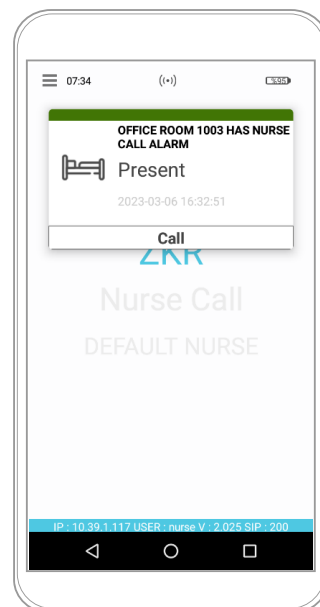 07:34
%95
OFFICE ROOM 1003 HAS NURSE
CALL ALARM
Present
2023-03-06 16:32:51
Call
ZKR
Nurse Call
DEFAULT NURSE
IP : 10.39.1.117 USER : nurse V : 2.025 SIP : 200